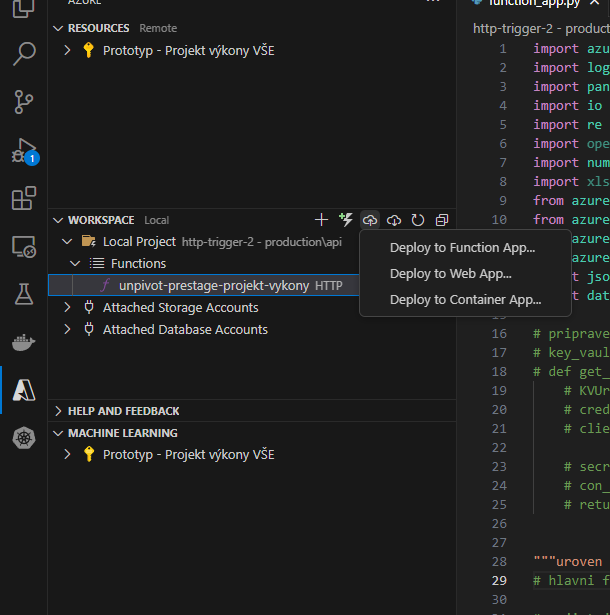 AZURE
function_app.py
RESOURCES Remote
http-trigger-2 - product
Prototyp - Projekt výkony VŠE
1 import azu
2 import log
3 import pan
4 import io
5 import re
6 import ope
7 import num
8 import xls
9 from azure
WORKSPACE Local
10 from azure
Local Project http-trigger-2 - production\api
azure
Deploy to Function App...
azure
Functions
Deploy to Web App...
unpivot-prestage-projekt-vykony HTTP
t jso
Deploy to Container App...
t dat
Attached Storage Accounts
Attached Database Accounts
16 # priprave
17 # key_vaul
18 # def get_
19 # KVUr
20 # cred
21 # clie
22
HELP AND FEEDBACK
MACHINE LEARNING
23 # secr
Prototyp - Projekt výkony VŠE
24 # con_
25 # retu
26
27
28 """uroven
29 # hlavni f
30
1